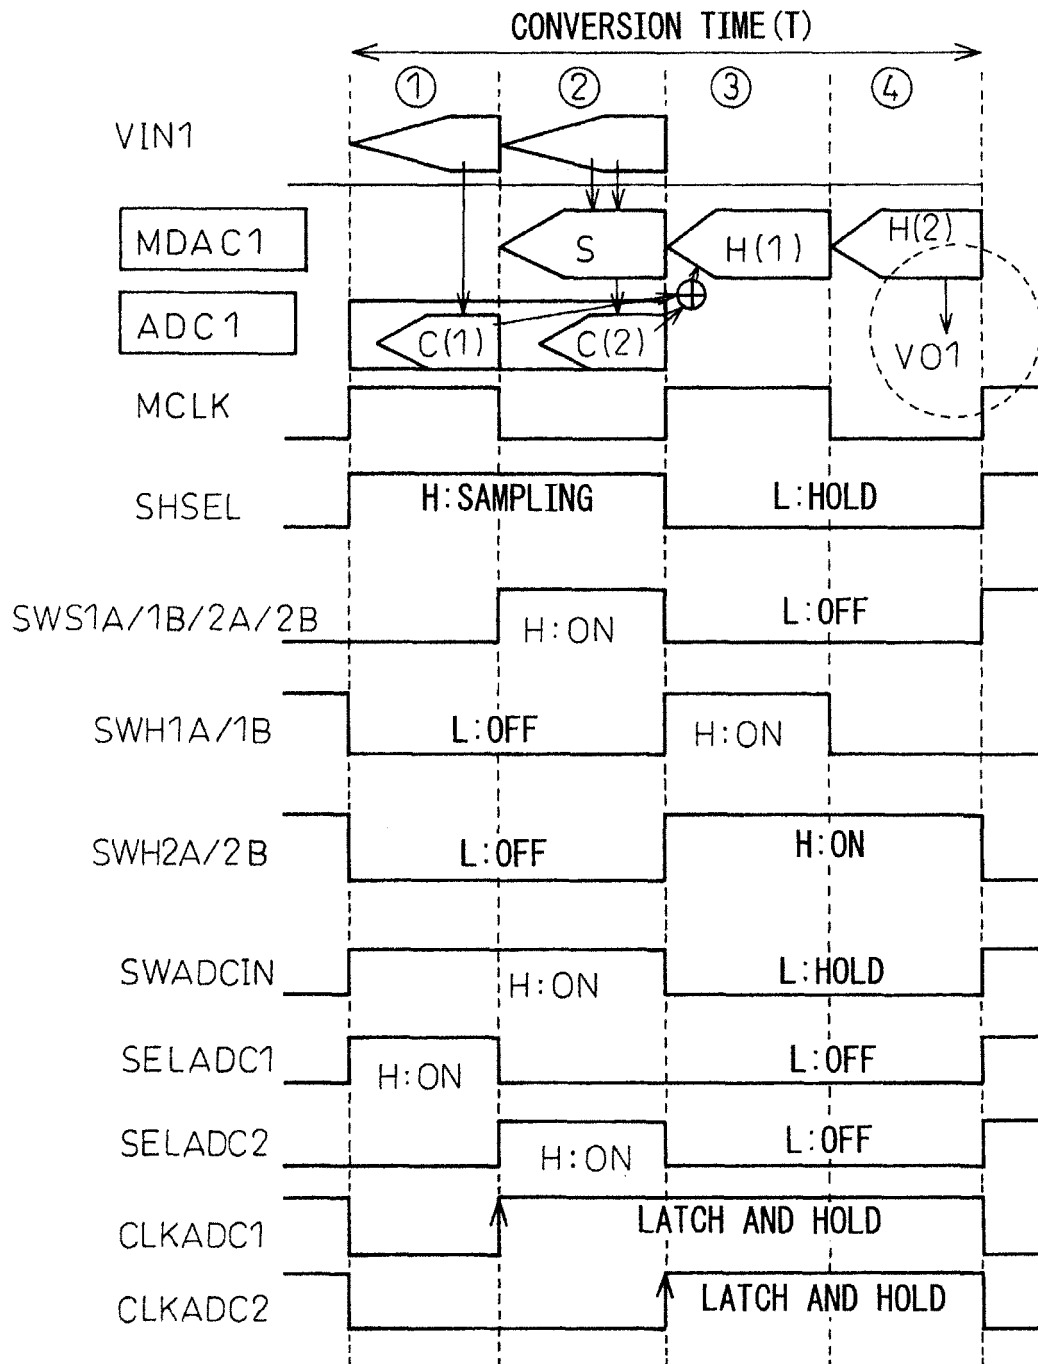 CONVERSION TIME(T)
① ② ③ ④
VIN1
MDAC1 S H(1) H(2)
ADC1 C(1) C(2) VO1
MCLK
SHSEL H:SAMPLING L:HOLD
SWS1A/1B/2A/2B H:ON L:OFF
SWH1A/1B L:OFF H:ON
SWH2A/2B L:OFF H:ON
SWADCIN H:ON L:HOLD
SELADC1 H:ON L:OFF
SELADC2 H:ON L:OFF
CLKADC1 LATCH AND HOLD
CLKADC2 LATCH AND HOLD